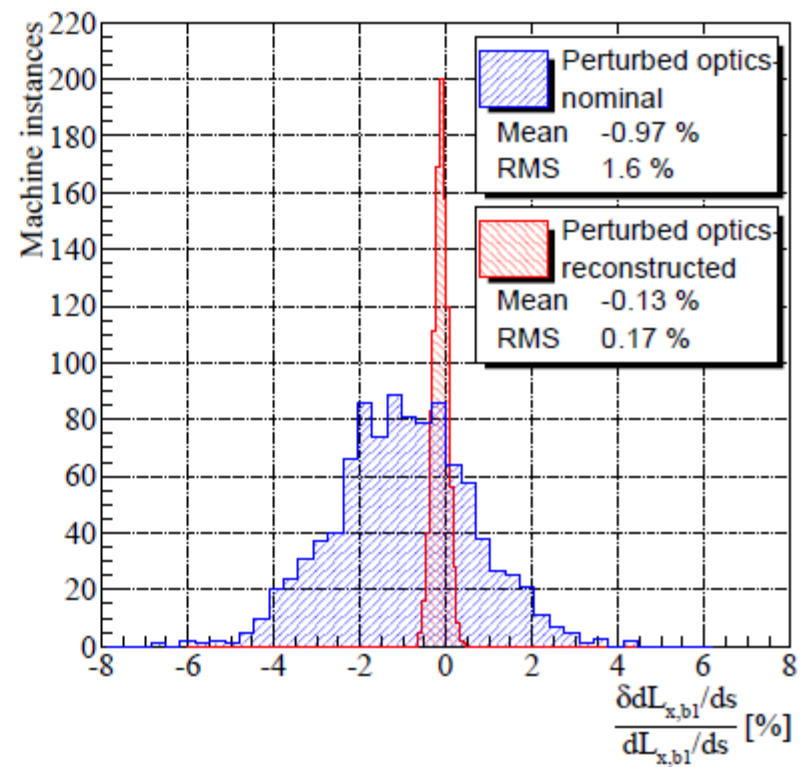 Machine instances
220
200
180
160
140
120
100
80
60
40
20
0
Perturbed optics-
nominal
Mean -0.97 %
RMS 1.6 %
Perturbed optics-
reconstructed
Mean -0.13 %
RMS 0.17 %
-8 -6 -4 -2 0 2 4 6 8
δdL_{x,b1}/ds
dL_{x,b1}/ds [%]